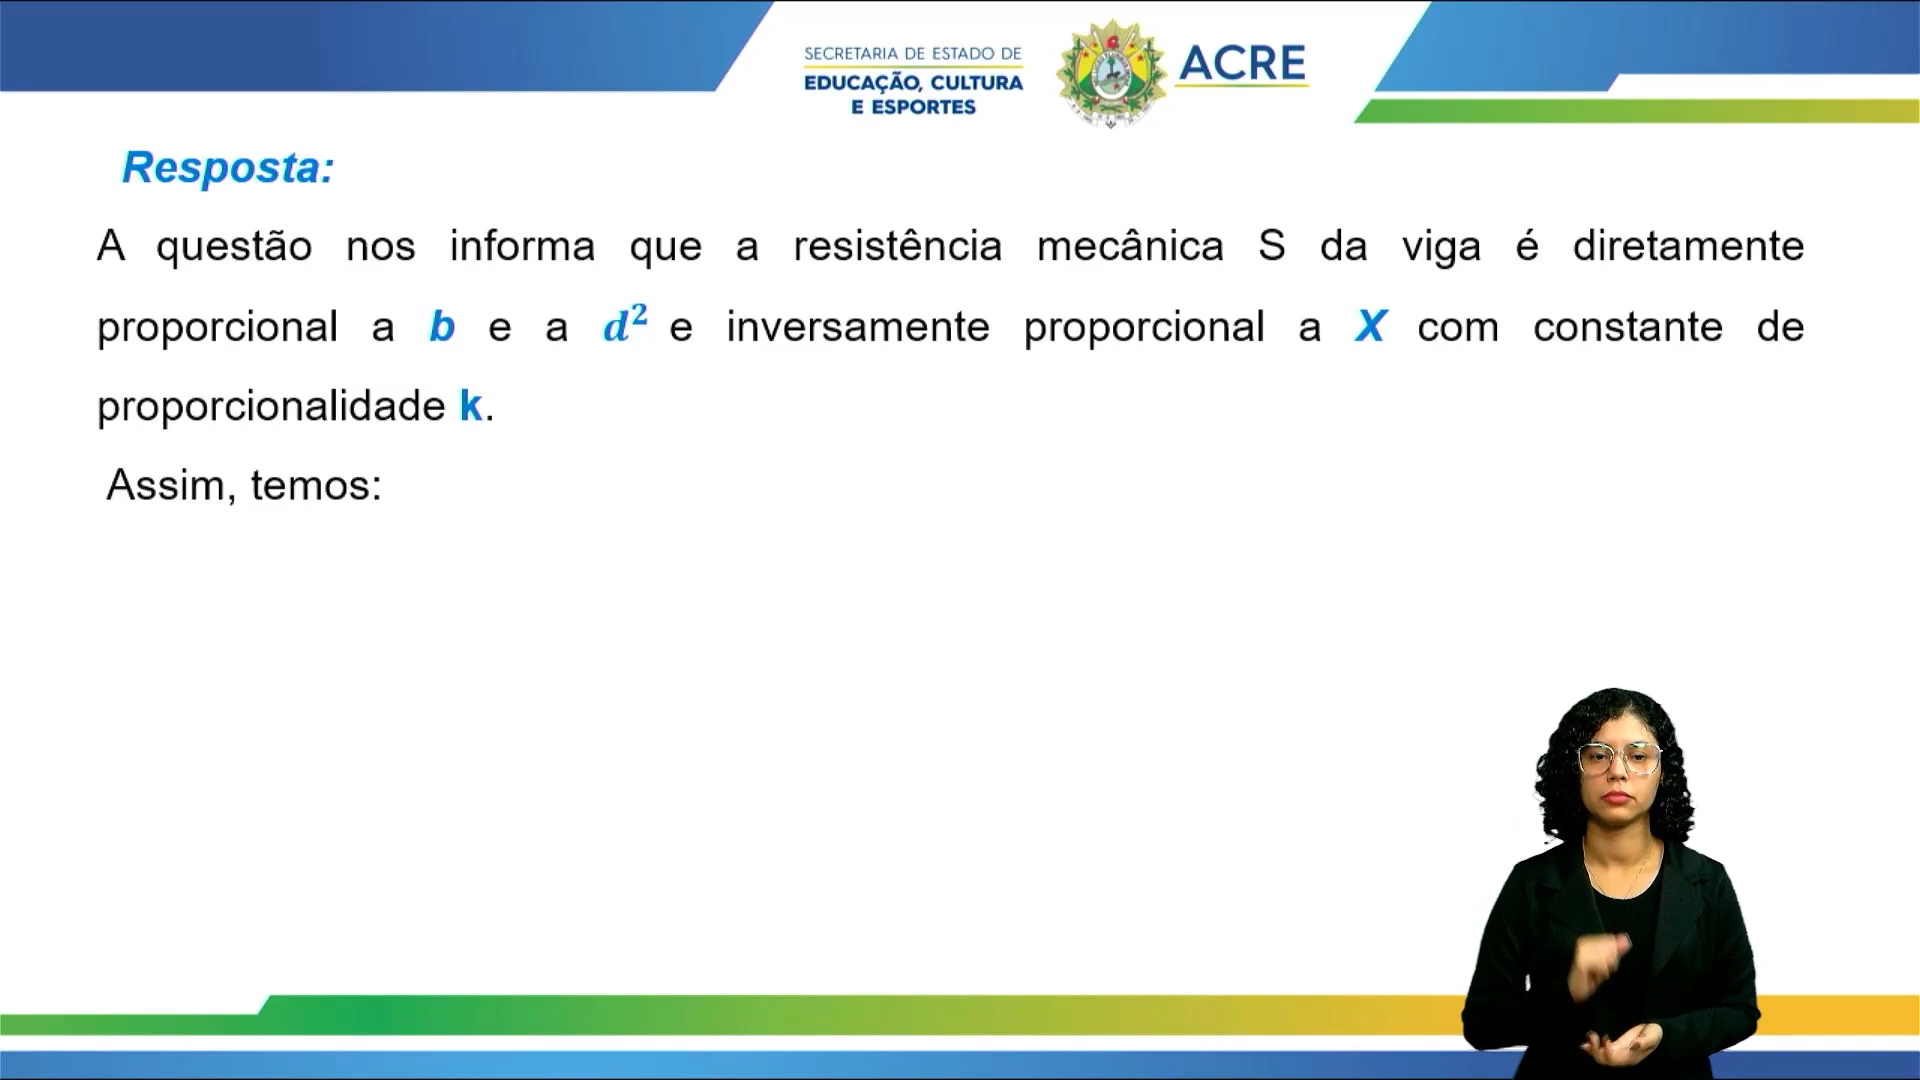 SECRETARIA DE ESTADO DE
EDUCAÇÃO, CULTURA
E ESPORTES
ACRE
Resposta:
A questão nos informa que a resistência mecânica S da viga é diretamente
proporcional a b e a d² e inversamente proporcional a X com constante de
proporcionalidade k.
Assim, temos: